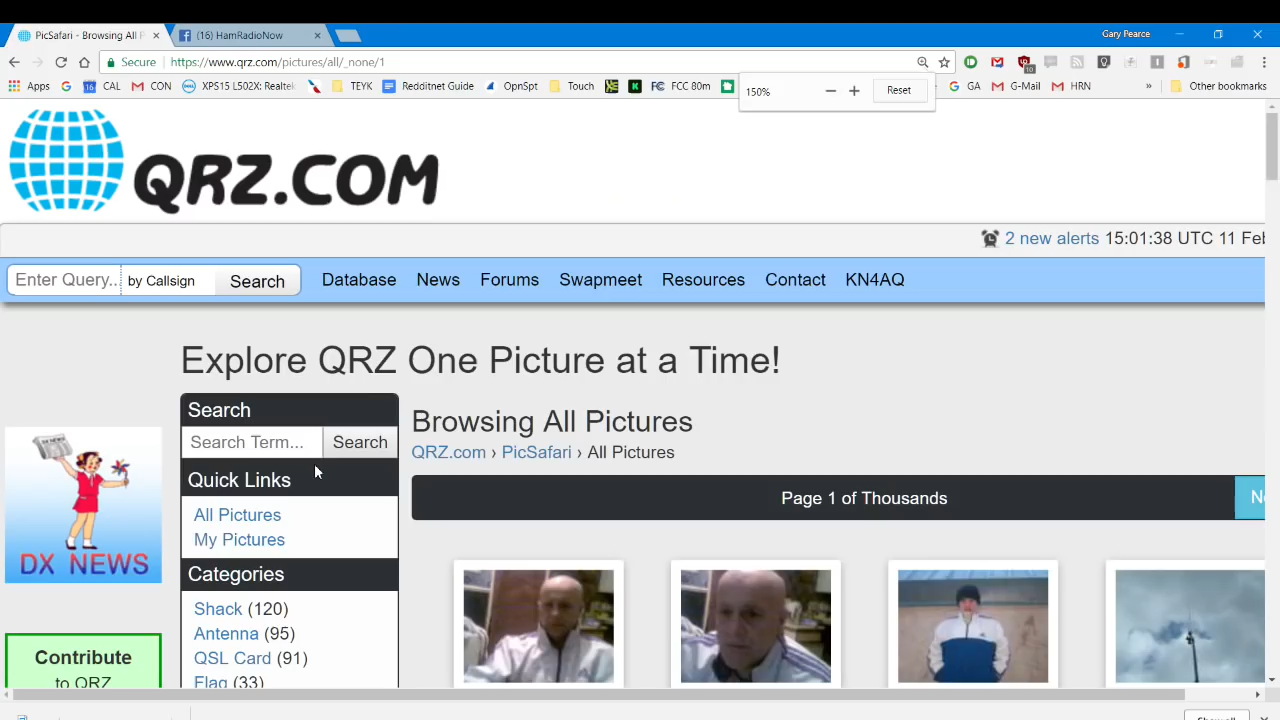 PicSafari - Browsing All P
(16) HamRadioNow
Gary Pearce
Secure
https://www.qrz.com/pictures/all/_none/1
Apps
CAL
CON
XPS15 L502X Realtek
TEYK
Redditnet Guide
OpnSpt
Touch
FCC 80m
GA
G-Mail
HRN
»
Other bookmarks
150%
Reset
QRZ.COM
2 new alerts 15:01:38 UTC 11 Feb
Enter Query..
by Callsign
Search
Database
News
Forums
Swapmeet
Resources
Contact
KN4AQ
Explore QRZ One Picture at a Time!
Search
Search Term...
Search
Quick Links
All Pictures
My Pictures
Categories
Shack (120)
Antenna (95)
QSL Card (91)
Flag (33)
Browsing All Pictures
QRZ.com › PicSafari › All Pictures
Page 1 of Thousands
DX NEWS
Contribute
to QRZ